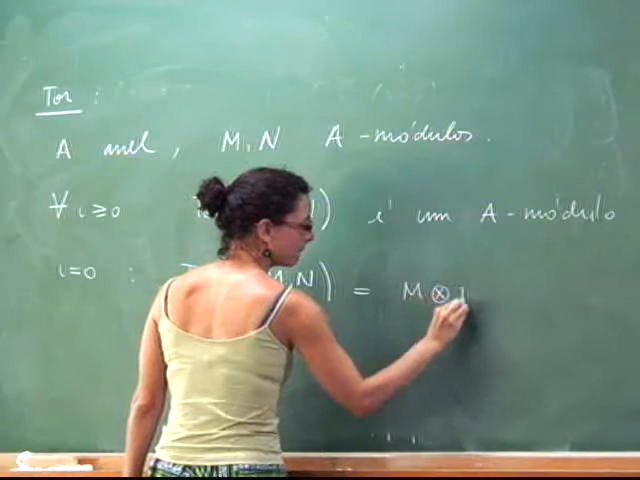 Tor :
A anel, M, N A-módulos.
∀ i ≥ 0 ) é um A-módulo
i=0 : M, N) = M ⊗